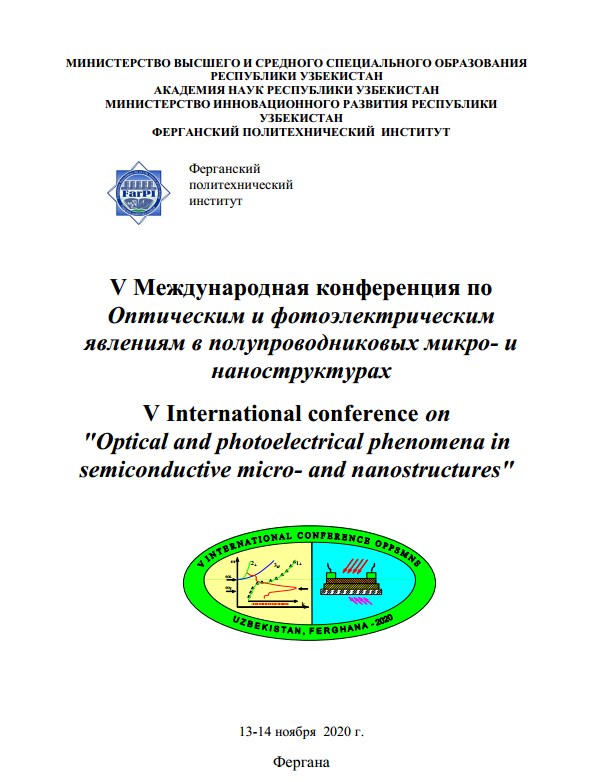 МИНИСТЕРСТВО ВЫСШЕГО И СРЕДНОГО СПЕЦИАЛЬНОГО ОБРАЗОВАНИЯ
РЕСПУБЛИКИ УЗБЕКИСТАН
АКАДЕМИЯ НАУК РЕСПУБЛИКИ УЗБЕКИСТАН
МИНИСТЕРСТВО ИННОВАЦИОННОГО РАЗВИТИЯ РЕСПУБЛИКИ
УЗБЕКИСТАН
ФЕРГАНСКИЙ ПОЛИТЕХНИЧЕСКИЙ ИНСТИТУТ
FarPI
Ферганский
политехнический
институт
V Международная конференция по
Оптическим и фотоэлектрическим
явлениям в полупроводниковых микро- и
наноструктурах
V International conference on
"Optical and photoelectrical phenomena in
semiconductive micro- and nanostructures"
V INTERNATIONAL CONFERENCE OPPSMNS
UZBEKISTAN, FERGHANA - 2020
13-14 ноября 2020 г.
Фергана